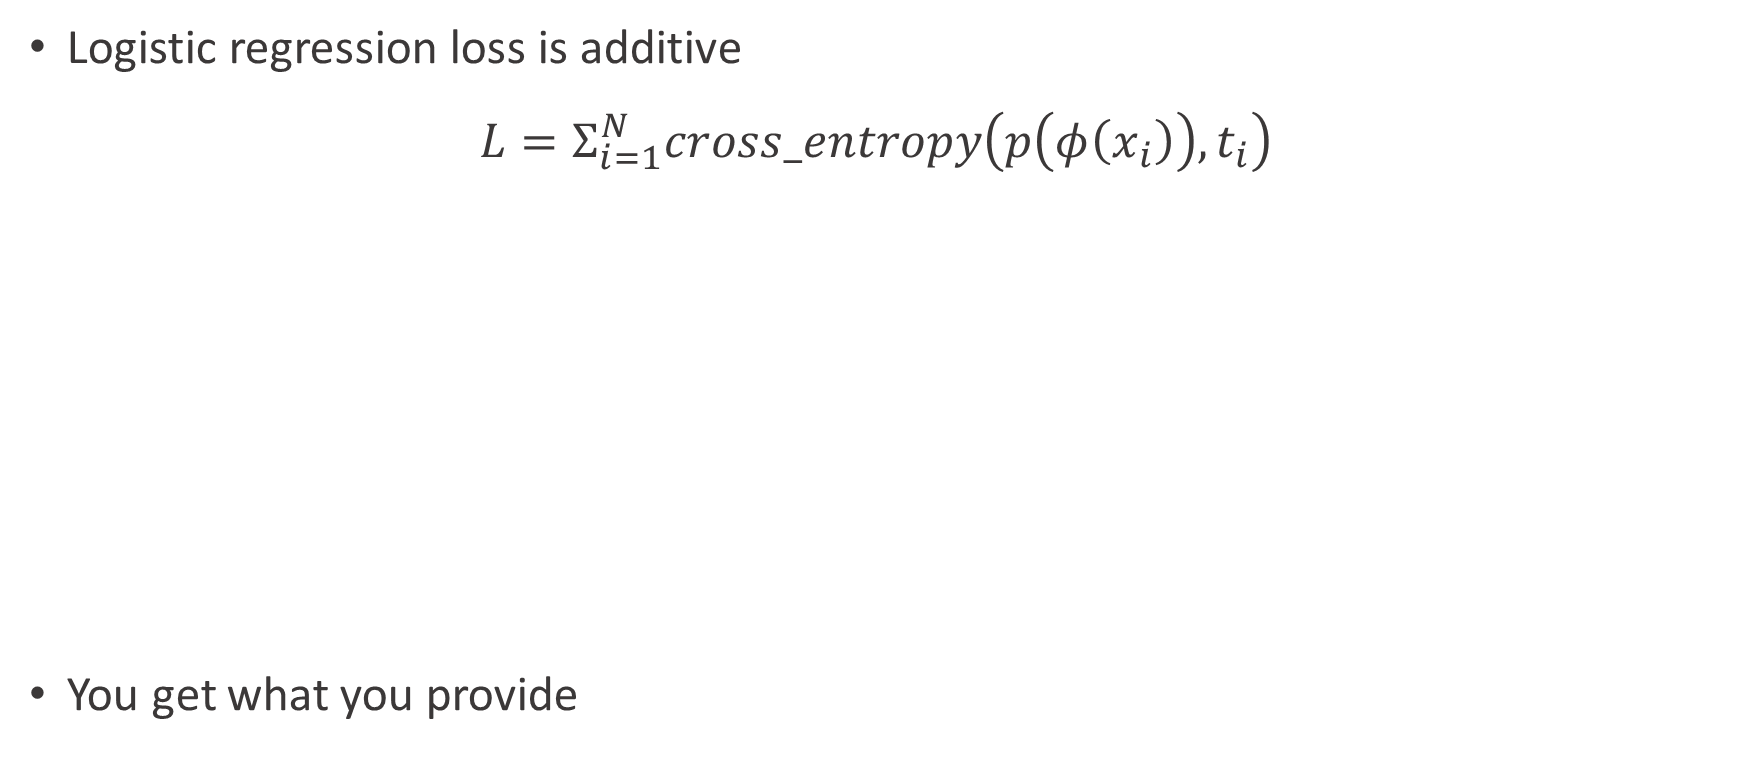 • Logistic regression loss is additive
L = Σ_{i=1}^{N} cross_entropy(p(ϕ(x_i)), t_i)
• You get what you provide